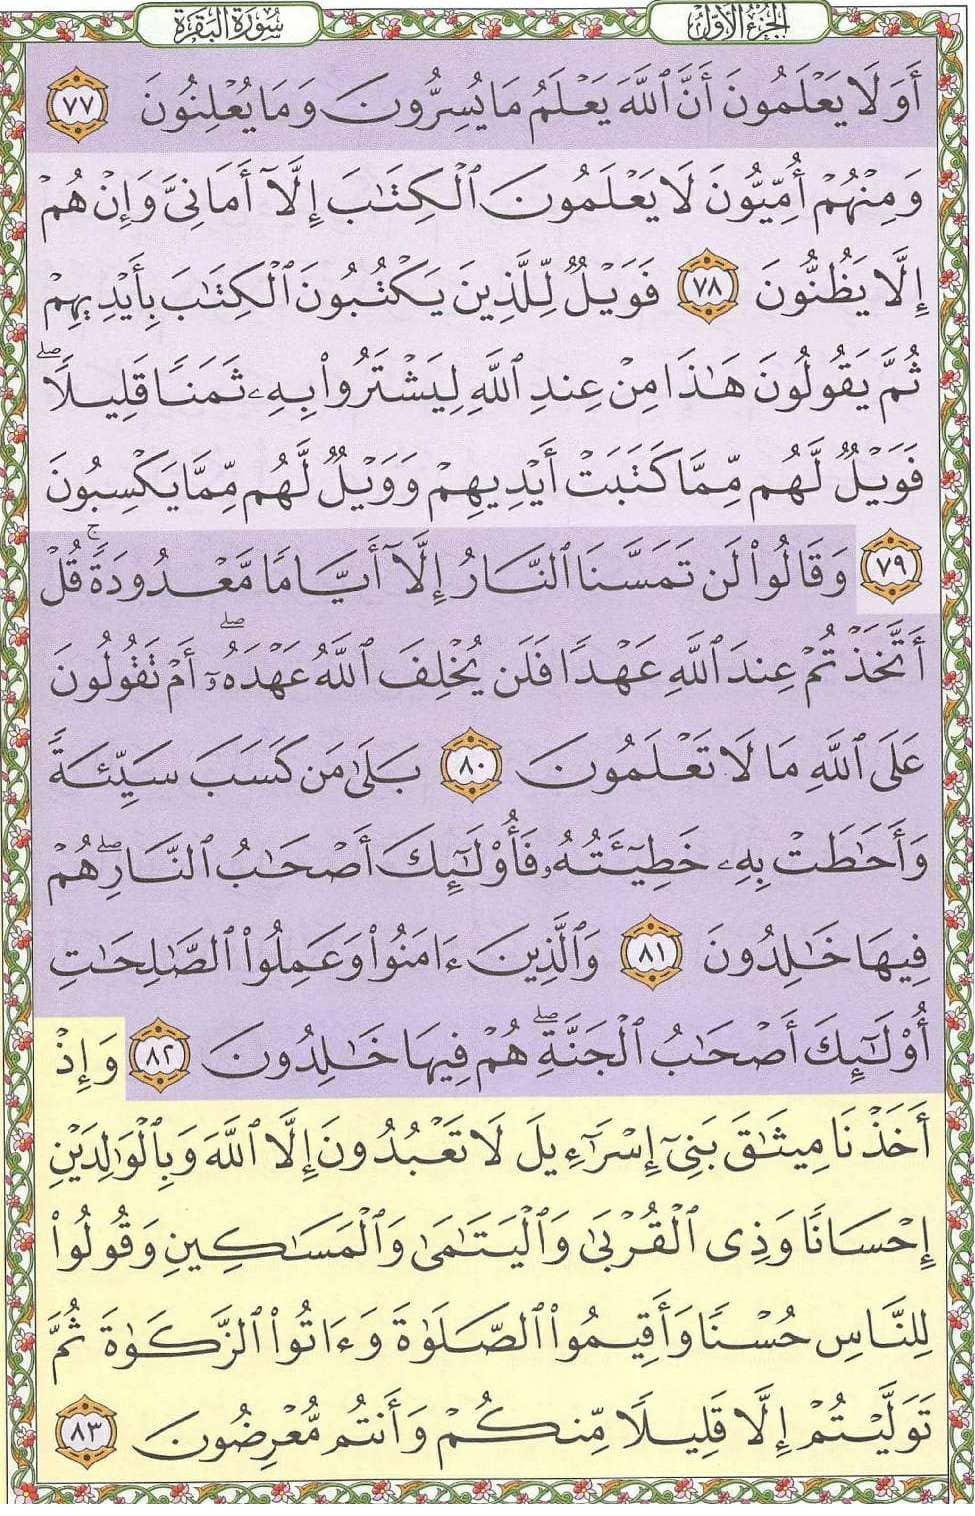 الجزء الأول
سورة البقرة
أَوَلَا يَعْلَمُونَ أَنَّ ٱللَّهَ يَعْلَمُ مَا يُسِرُّونَ وَمَا يُعْلِنُونَ ٧٧
وَمِنْهُمْ أُمِّيُّونَ لَا يَعْلَمُونَ ٱلْكِتَٰبَ إِلَّآ أَمَانِىَّ وَإِنْ هُمْ
إِلَّا يَظُنُّونَ ٧٨ فَوَيْلٌ لِّلَّذِينَ يَكْتُبُونَ ٱلْكِتَٰبَ بِأَيْدِيهِمْ
ثُمَّ يَقُولُونَ هَٰذَا مِنْ عِندِ ٱللَّهِ لِيَشْتَرُوا۟ بِهِۦ ثَمَنًا قَلِيلًا ۖ
فَوَيْلٌ لَّهُم مِّمَّا كَتَبَتْ أَيْدِيهِمْ وَوَيْلٌ لَّهُم مِّمَّا يَكْسِبُونَ
٧٩ وَقَالُوا۟ لَن تَمَسَّنَا ٱلنَّارُ إِلَّآ أَيَّامًا مَّعْدُودَةً ۚ قُلْ
أَتَّخَذْتُمْ عِندَ ٱللَّهِ عَهْدًا فَلَن يُخْلِفَ ٱللَّهُ عَهْدَهُۥٓ ۖ أَمْ تَقُولُونَ
عَلَى ٱللَّهِ مَا لَا تَعْلَمُونَ ٨٠ بَلَىٰ مَن كَسَبَ سَيِّئَةً
وَأَحَٰطَتْ بِهِۦ خَطِيٓـَٔتُهُۥ فَأُو۟لَٰٓئِكَ أَصْحَٰبُ ٱلنَّارِ ۖ هُمْ
فِيهَا خَٰلِدُونَ ٨١ وَٱلَّذِينَ ءَامَنُوا۟ وَعَمِلُوا۟ ٱلصَّٰلِحَٰتِ
أُو۟لَٰٓئِكَ أَصْحَٰبُ ٱلْجَنَّةِ ۖ هُمْ فِيهَا خَٰلِدُونَ ٨٢ وَإِذْ
أَخَذْنَا مِيثَٰقَ بَنِىٓ إِسْرَٰٓءِيلَ لَا تَعْبُدُونَ إِلَّا ٱللَّهَ وَبِٱلْوَٰلِدَيْنِ
إِحْسَانًا وَذِى ٱلْقُرْبَىٰ وَٱلْيَتَٰمَىٰ وَٱلْمَسَٰكِينِ وَقُولُوا۟
لِلنَّاسِ حُسْنًا وَأَقِيمُوا۟ ٱلصَّلَوٰةَ وَءَاتُوا۟ ٱلزَّكَوٰةَ ثُمَّ
تَوَلَّيْتُمْ إِلَّا قَلِيلًا مِّنكُمْ وَأَنتُم مُّعْرِضُونَ ٨٣